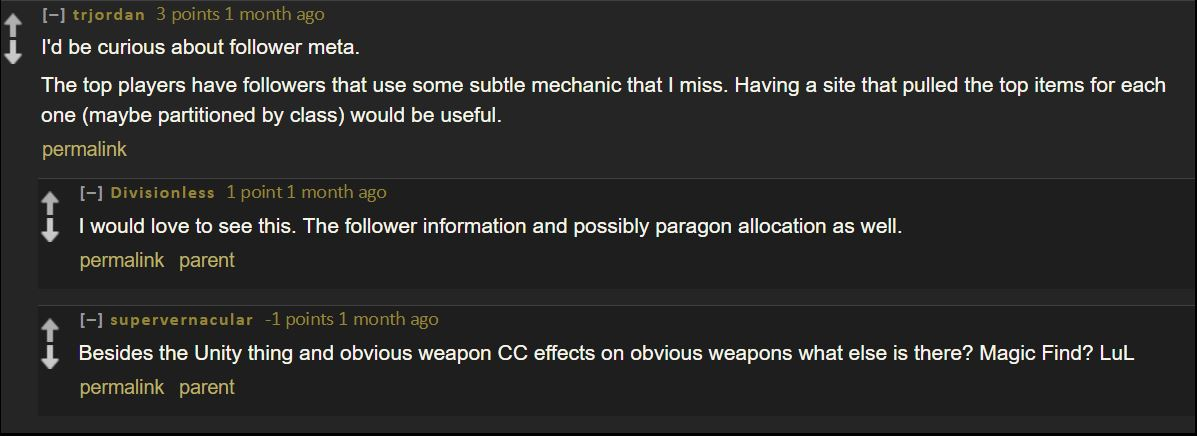 [–] trjordan 3 points 1 month ago
I'd be curious about follower meta.
The top players have followers that use some subtle mechanic that I miss. Having a site that pulled the top items for each
one (maybe partitioned by class) would be useful.
permalink
[–] Divisionless 1 point 1 month ago
I would love to see this. The follower information and possibly paragon allocation as well.
permalink parent
[–] supervernacular -1 points 1 month ago
Besides the Unity thing and obvious weapon CC effects on obvious weapons what else is there? Magic Find? LuL
permalink parent